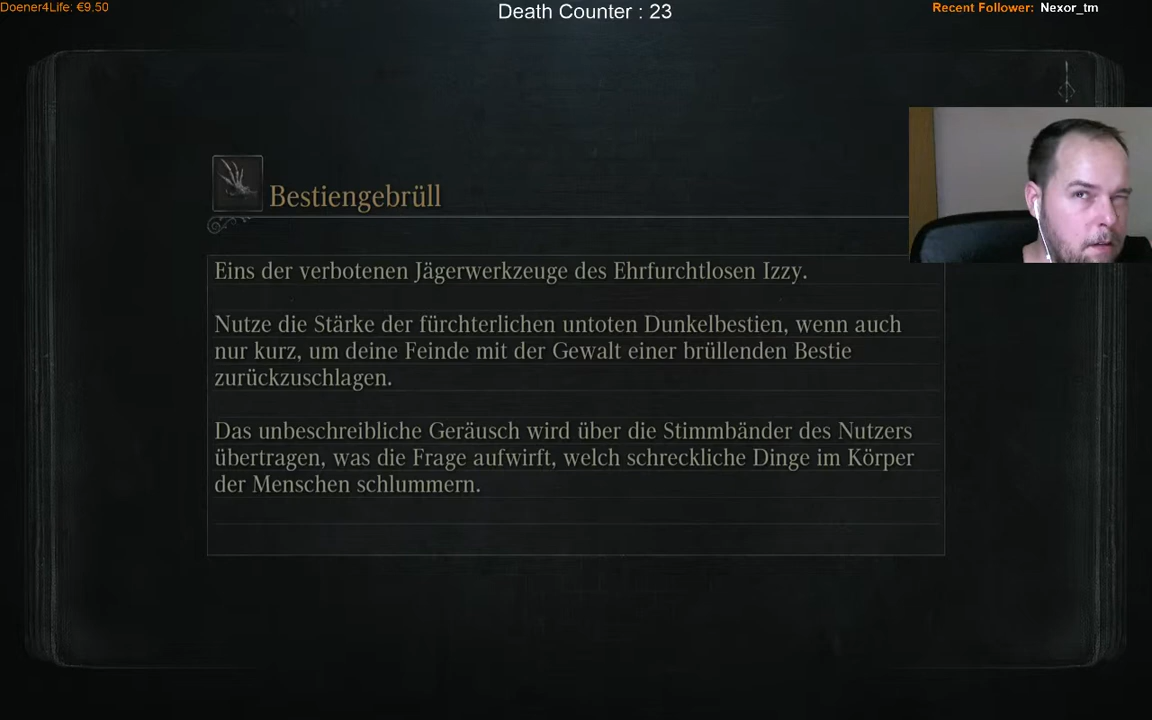 Doener4Life: €9.50
Death Counter : 23
Recent Follower: Nexor_tm
Bestiengebrüll
Eins der verbotenen Jägerwerkzeuge des Ehrfurchtlosen Izzy.
Nutze die Stärke der fürchterlichen untoten Dunkelbestien, wenn auch
nur kurz, um deine Feinde mit der Gewalt einer brüllenden Bestie
zurückzuschlagen.
Das unbeschreibliche Geräusch wird über die Stimmbänder des Nutzers
übertragen, was die Frage aufwirft, welch schreckliche Dinge im Körper
der Menschen schlummern.